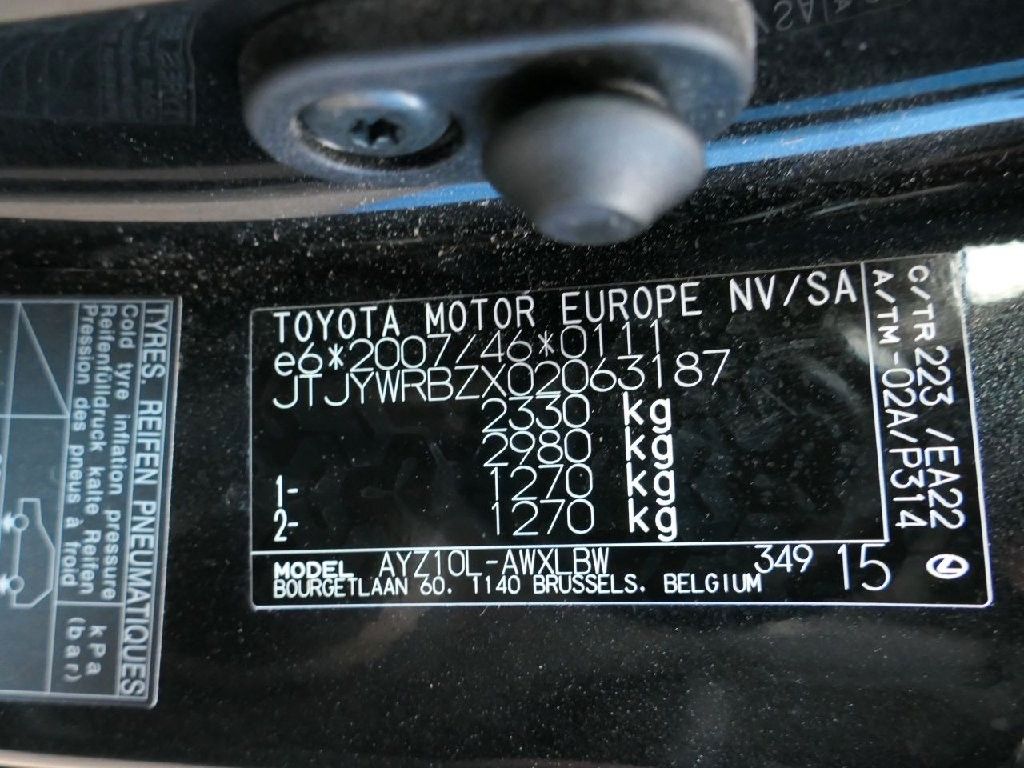 TOYOTA MOTOR EUROPE NV/SA
e6*2007/46*0111
JTJYWRBZX02063187
2330 kg
2980 kg
1- 1270 kg
2- 1270 kg
MODEL AYZ10L-AWXLBW 349 15
BOURGETLAAN 60. 1140 BRUSSELS. BELGIUM
C/TR 223 /EA22
A/TM-02A/P314
TYRES. REIFEN PNEUMATIQUES
Cold tyre inflation pressure
Reifenfülldruck kalte Reifen
Pression des pneus à froid
kPa
(bar)